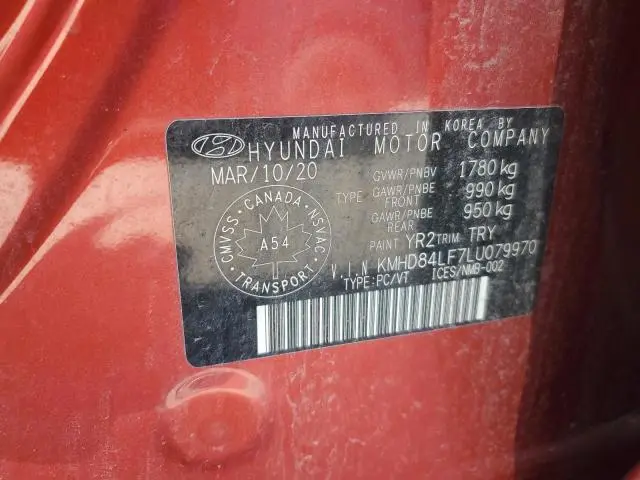 MANUFACTURED IN KOREA BY
HYUNDAI MOTOR COMPANY
MAR/10/20
GVWR/PNBV 1780 kg
TYPE GAWR/PNBE FRONT 990 kg
GAWR/PNBE REAR 950 kg
PAINT YR2 TRIM TRY
V.I.N KMHD84LF7LU079970
TYPE:PC/VT ICES/NMB-002
CMVSS · CANADA · NSVAC
A54
TRANSPORT